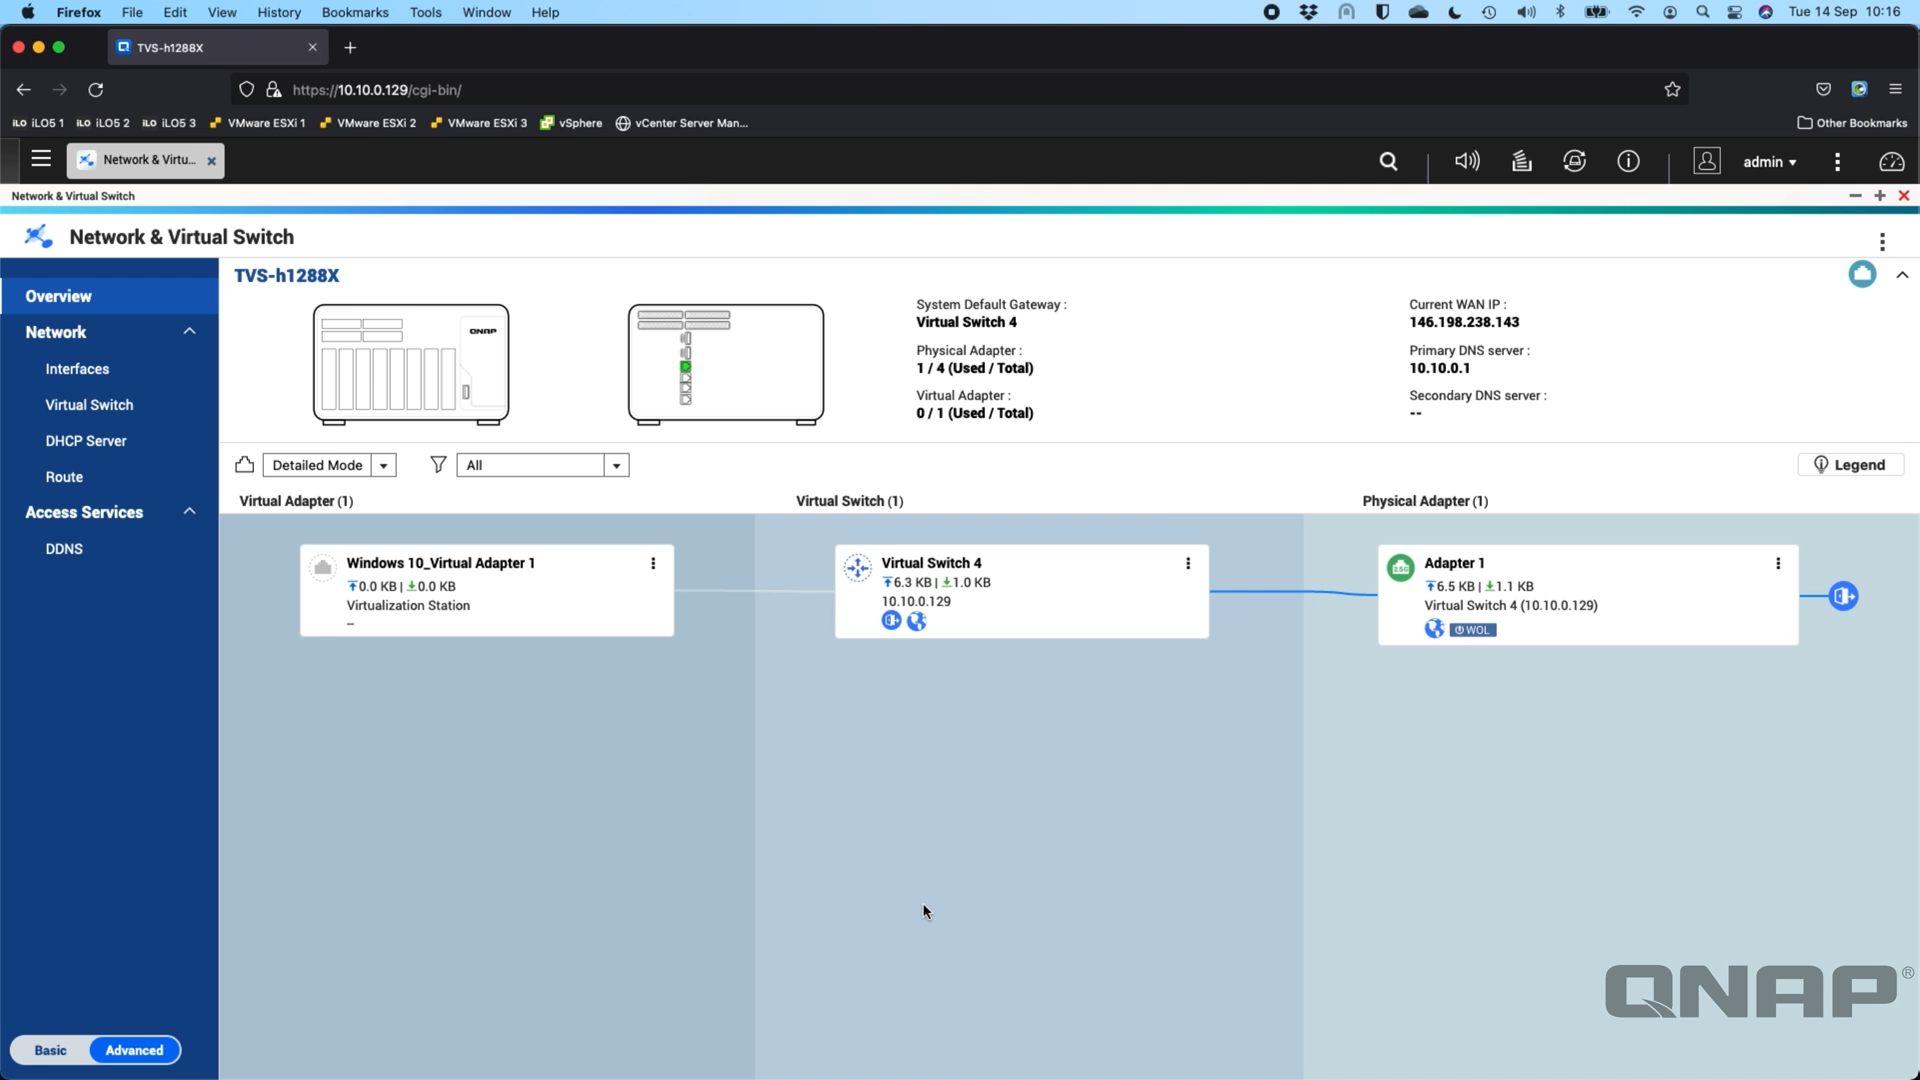 Firefox File Edit View History Bookmarks Tools Window Help Tue 14 Sep 10:16
TVS-h1288X
https://10.10.0.129/cgi-bin/
iLO iLO5 1 iLO iLO5 2 iLO iLO5 3 VMware ESXi 1 VMware ESXi 2 VMware ESXi 3 vSphere vCenter Server Man... Other Bookmarks
Network & Virtu... admin
Network & Virtual Switch
Network & Virtual Switch
Overview
Network
Interfaces
Virtual Switch
DHCP Server
Route
Access Services
DDNS
Basic Advanced
TVS-h1288X
QNAP
System Default Gateway :
Virtual Switch 4
Physical Adapter :
1 / 4 (Used / Total)
Virtual Adapter :
0 / 1 (Used / Total)
Current WAN IP :
146.198.238.143
Primary DNS server :
10.10.0.1
Secondary DNS server :
--
Detailed Mode All Legend
Virtual Adapter (1) Virtual Switch (1) Physical Adapter (1)
Windows 10_Virtual Adapter 1
0.0 KB | 0.0 KB
Virtualization Station
--
Virtual Switch 4
6.3 KB | 1.0 KB
10.10.0.129
2.5G
Adapter 1
6.5 KB | 1.1 KB
Virtual Switch 4 (10.10.0.129)
WOL
QNAP®